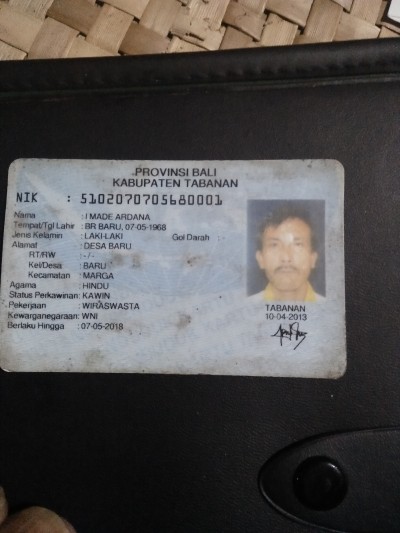 PROVINSI BALI
KABUPATEN TABANAN
NIK : 5102070705680001
Nama : I MADE ARDANA
Tempat/Tgl Lahir : BR BARU, 07-05-1968
Jenis Kelamin : LAKI-LAKI Gol Darah : -
Alamat : DESA BARU
RT/RW : -/-
Kel/Desa : BARU
Kecamatan : MARGA
Agama : HINDU
Status Perkawinan: KAWIN
Pekerjaan : WIRASWASTA
Kewarganegaraan: WNI
Berlaku Hingga : 07-05-2018
TABANAN
10-04-2013